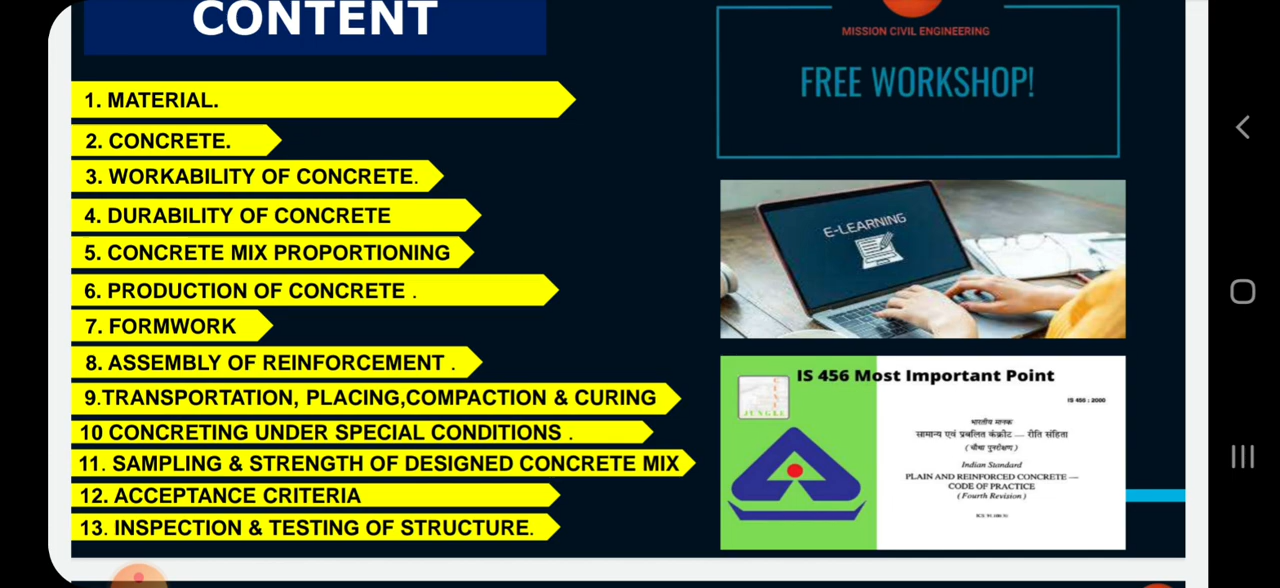 CONTENT
1. MATERIAL.
2. CONCRETE.
3. WORKABILITY OF CONCRETE.
4. DURABILITY OF CONCRETE
5. CONCRETE MIX PROPORTIONING
6. PRODUCTION OF CONCRETE .
7. FORMWORK
8. ASSEMBLY OF REINFORCEMENT .
9.TRANSPORTATION, PLACING,COMPACTION & CURING
10 CONCRETING UNDER SPECIAL CONDITIONS .
11. SAMPLING & STRENGTH OF DESIGNED CONCRETE MIX
12. ACCEPTANCE CRITERIA
13. INSPECTION & TESTING OF STRUCTURE.
MISSION CIVIL ENGINEERING
FREE WORKSHOP!
E-LEARNING
IS 456 Most Important Point
JUNGLE
IS 456 : 2000
भारतीय मानक
सामान्य एवं प्रबलित कंक्रीट — रीति संहिता
( चौथा पुनरीक्षण )
Indian Standard
PLAIN AND REINFORCED CONCRETE —
CODE OF PRACTICE
( Fourth Revision )